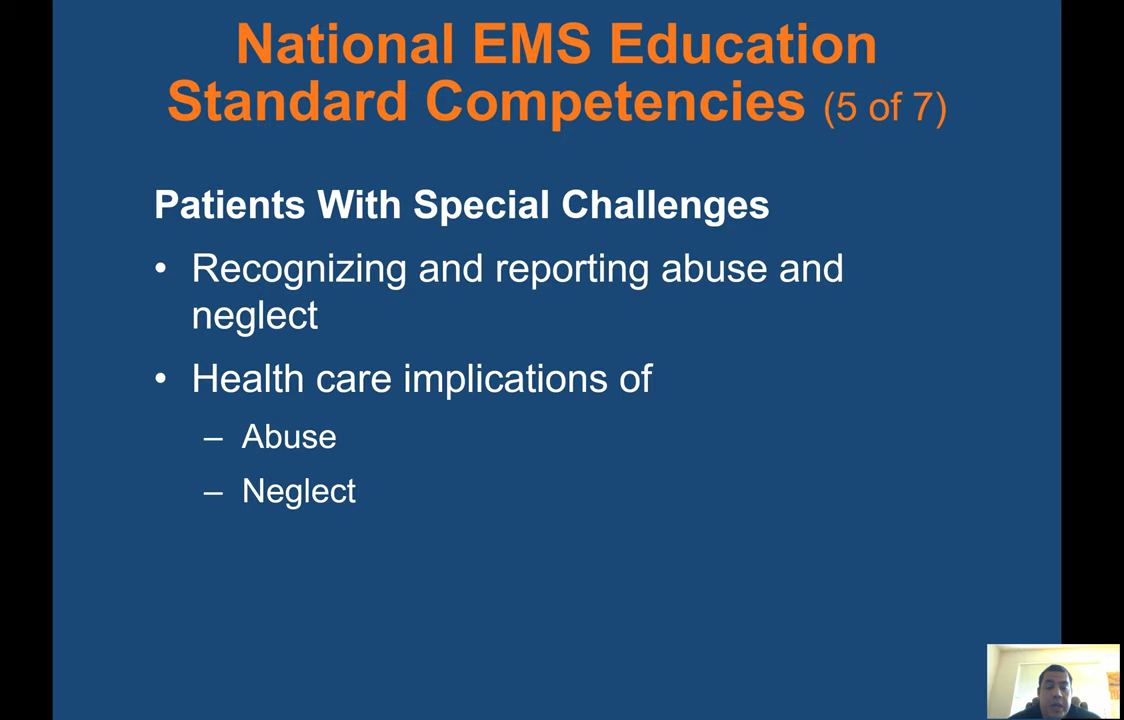 National EMS Education
Standard Competencies (5 of 7)
Patients With Special Challenges
• Recognizing and reporting abuse and
neglect
• Health care implications of
– Abuse
– Neglect